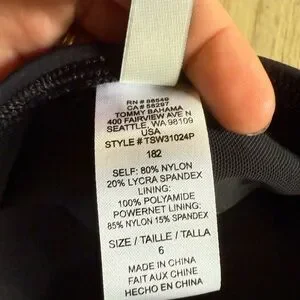 RN # 86549
CA # 58297
TOMMY BAHAMA
400 FAIRVIEW AVE N
SEATTLE, WA 98109
USA
STYLE # TSW31024P
182
SELF: 80% NYLON
20% LYCRA SPANDEX
LINING:
100% POLYAMIDE
POWERNET LINING:
85% NYLON 15% SPANDEX
SIZE / TAILLE / TALLA
6
MADE IN CHINA
FAIT AUX CHINE
HECHO EN CHINA